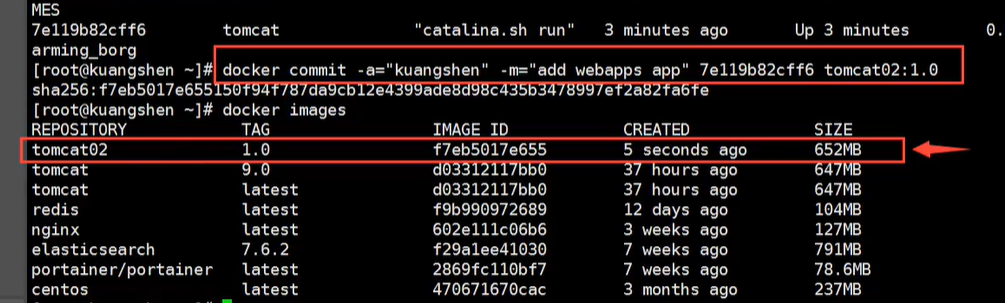 MES
7e119b82cff6 tomcat "catalina.sh run" 3 minutes ago Up 3 minutes 0.
arming_borg
[root@kuangshen ~]# docker commit -a="kuangshen" -m="add webapps app" 7e119b82cff6 tomcat02:1.0
sha256:f7eb5017e655150f94f787da9cb12e4399ade8d98c435b3478997ef2a82fa6fe
[root@kuangshen ~]# docker images
REPOSITORY TAG IMAGE ID CREATED SIZE
tomcat02 1.0 f7eb5017e655 5 seconds ago 652MB
tomcat 9.0 d03312117bb0 37 hours ago 647MB
tomcat latest d03312117bb0 37 hours ago 647MB
redis latest f9b990972689 12 days ago 104MB
nginx latest 602e111c06b6 3 weeks ago 127MB
elasticsearch 7.6.2 f29a1ee41030 7 weeks ago 791MB
portainer/portainer latest 2869fc110bf7 7 weeks ago 78.6MB
centos latest 470671670cac 3 months ago 237MB